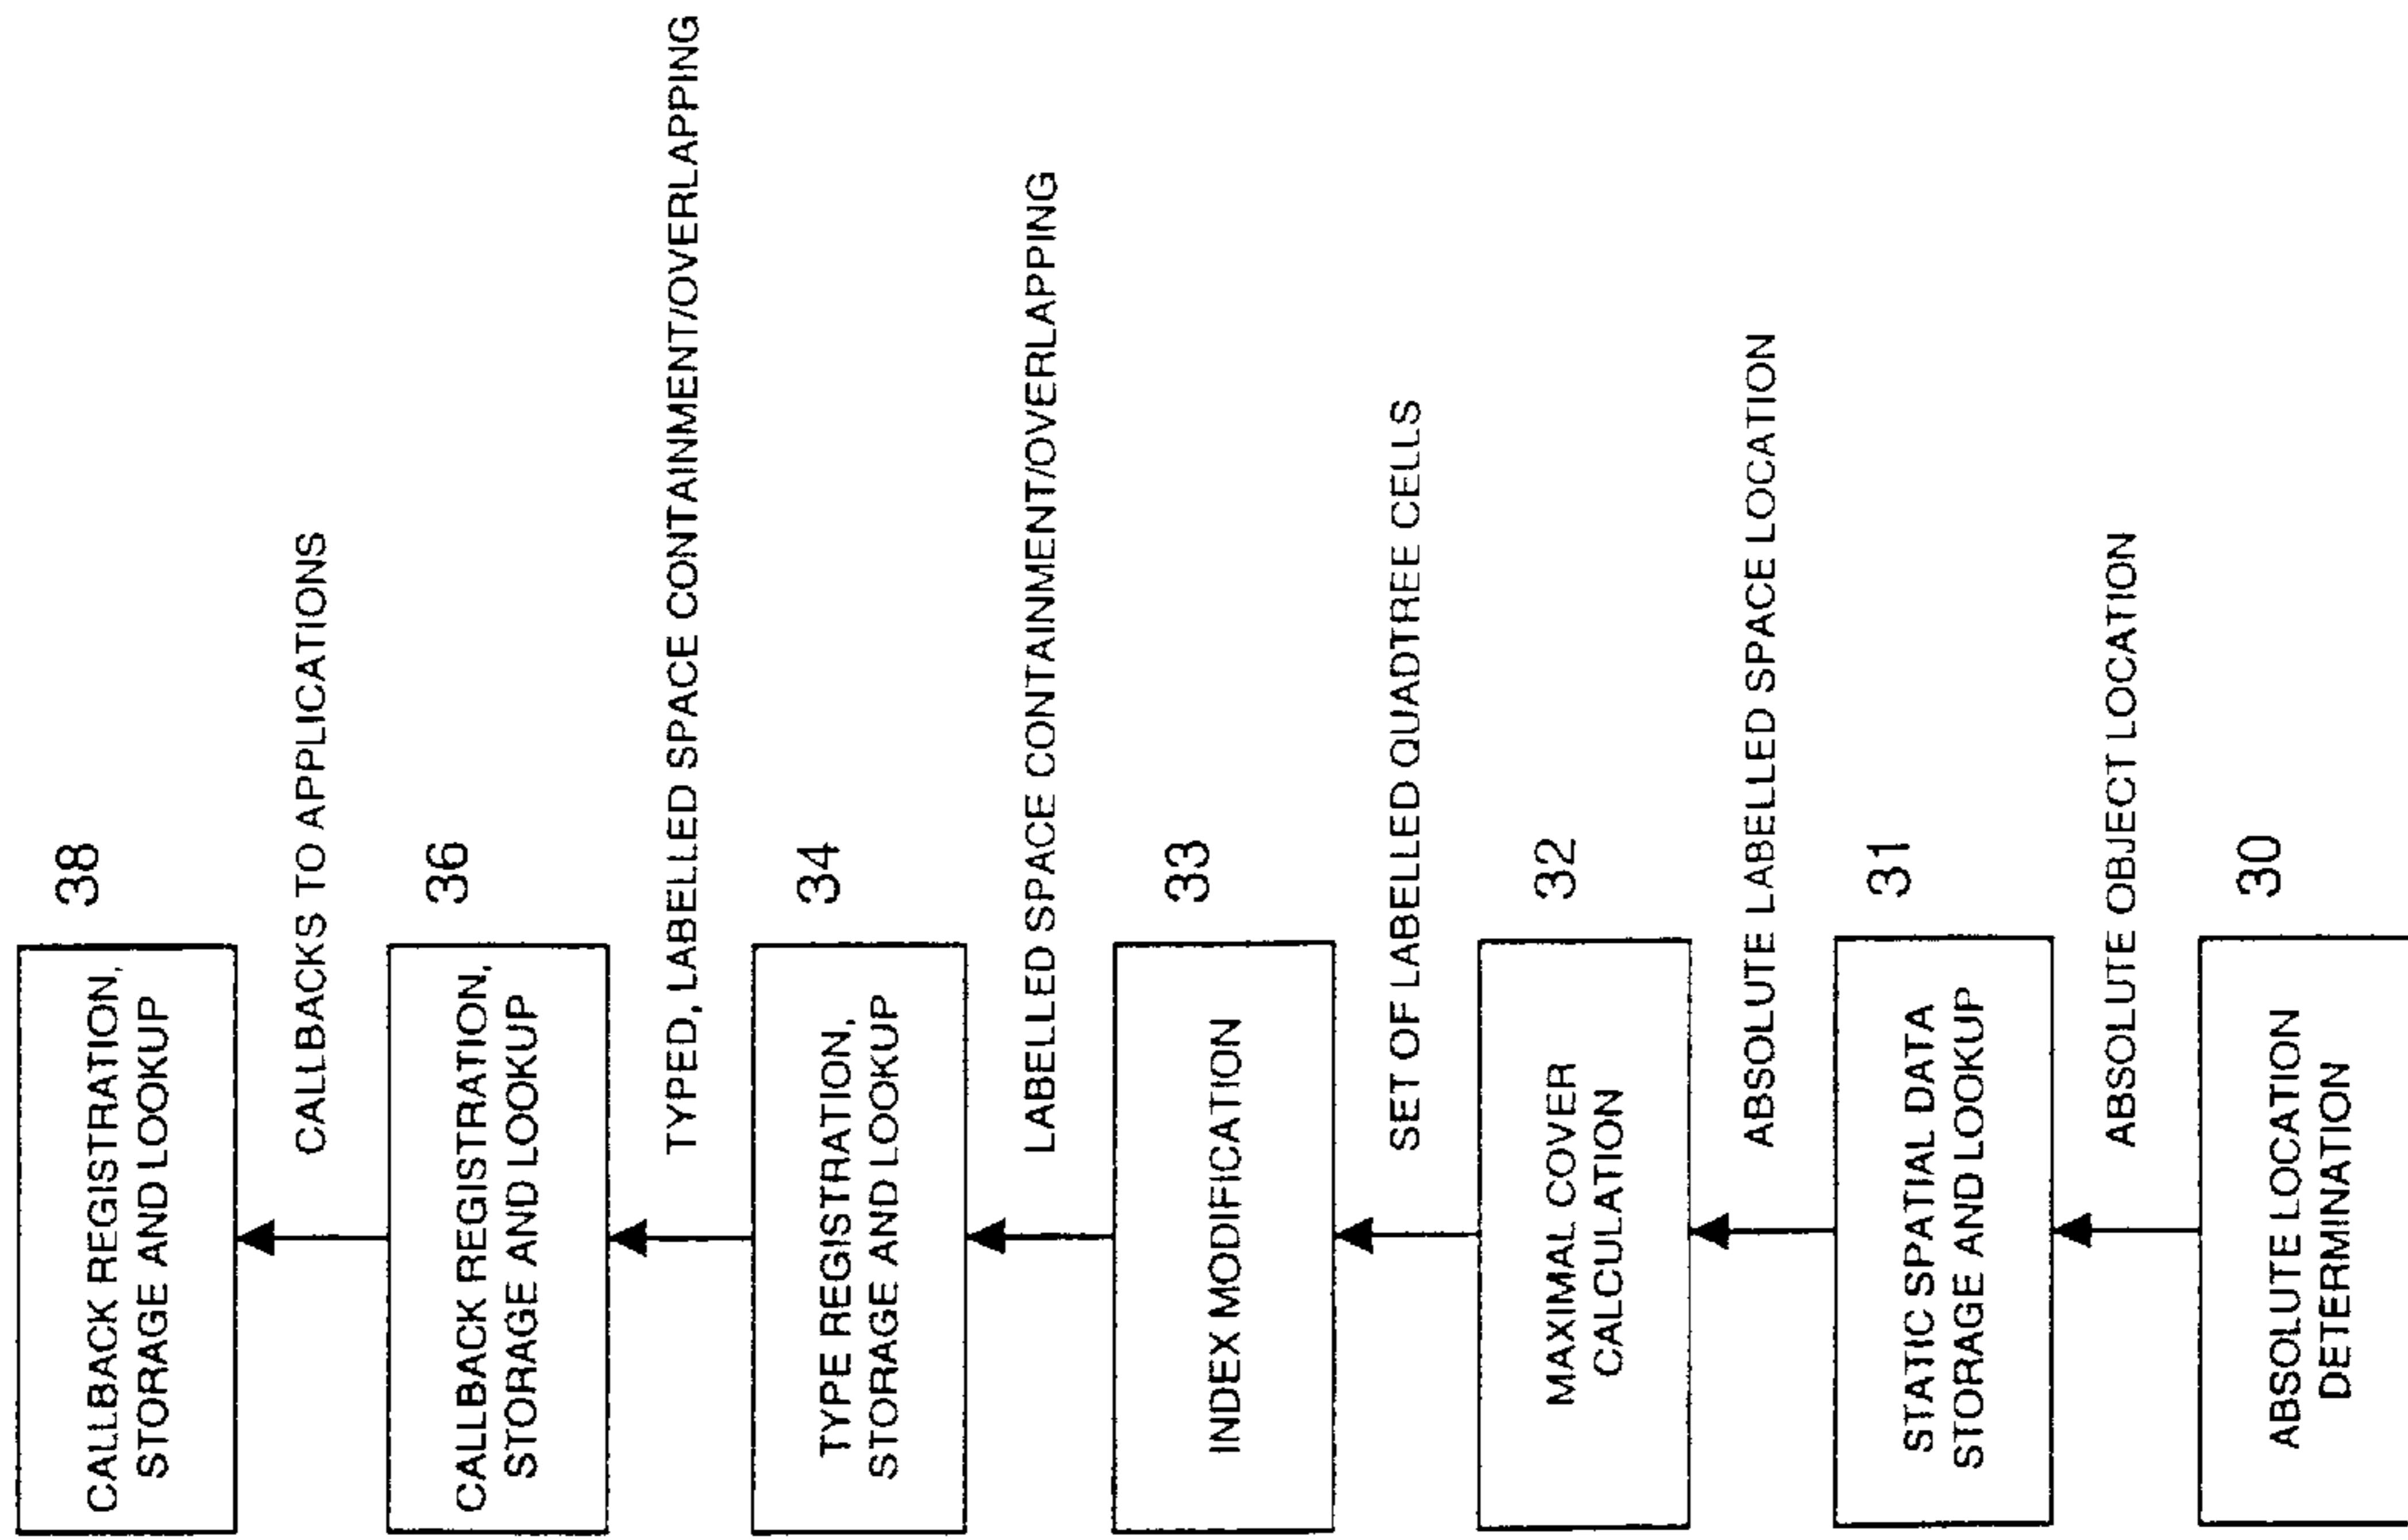 38
CALLBACK REGISTRATION,
STORAGE AND LOOKUP
CALLBACKS TO APPLICATIONS
36
CALLBACK REGISTRATION,
STORAGE AND LOOKUP
TYPED, LABELLED SPACE CONTAINMENT/OVERLAPPING
34
TYPE REGISTRATION,
STORAGE AND LOOKUP
LABELLED SPACE CONTAINMENT/OVERLAPPING
33
INDEX MODIFICATION
SET OF LABELLED QUADTREE CELLS
32
MAXIMAL COVER
CALCULATION
ABSOLUTE LABELLED SPACE LOCATION
31
STATIC SPATIAL DATA
STORAGE AND LOOKUP
ABSOLUTE OBJECT LOCATION
30
ABSOLUTE LOCATION
DETERMINATION